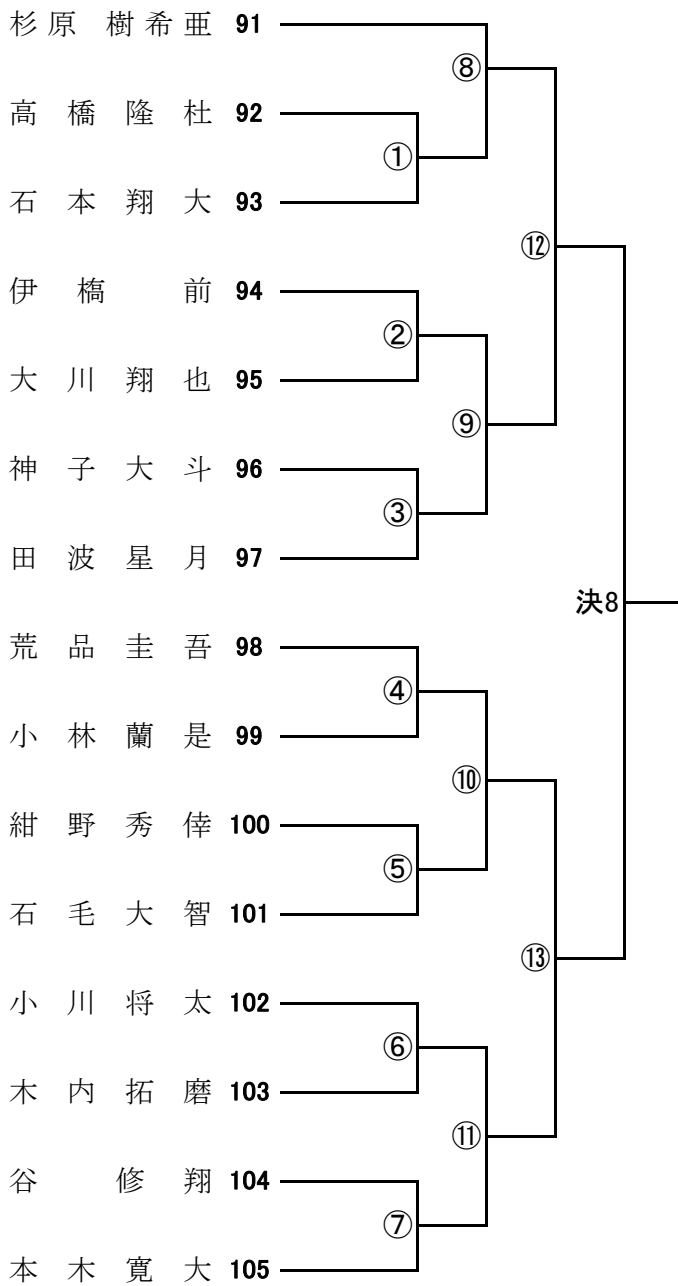 杉原 樹希亜 91
⑧
高橋隆杜 92
①
石本翔大 93
⑫
伊橋 前 94
②
大川翔也 95
⑨
神子大斗 96
③
田波星月 97
決8
荒品圭吾 98
④
小林蘭是 99
⑩
紺野秀倖 100
⑤
石毛大智 101
⑬
小川将太 102
⑥
木内拓磨 103
⑪
谷 修翔 104
⑦
本木寛大 105